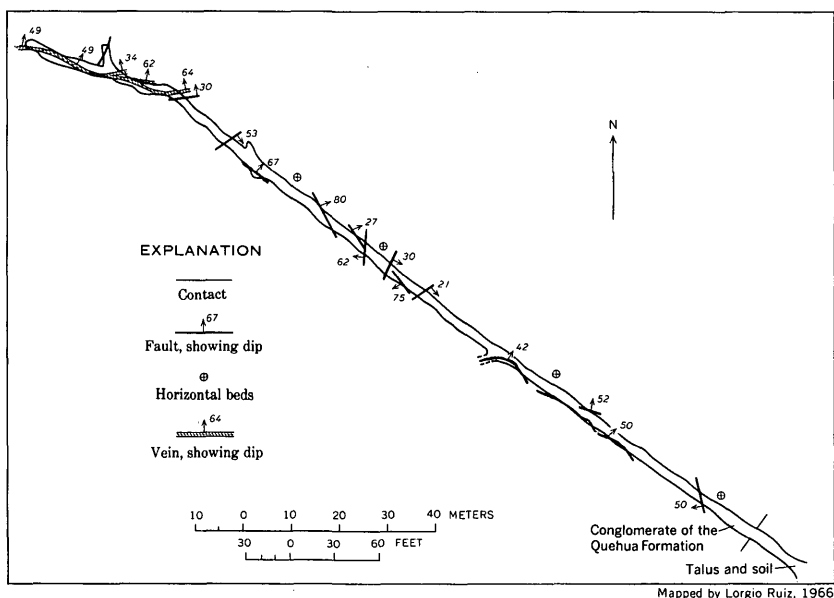 49
49
34
62
64
30
53
67
80
27
62
30
75
21
42
52
50
50
N
EXPLANATION
Contact
67
Fault, showing dip
Horizontal beds
64
Vein, showing dip
10 0 10 20 30 40 METERS
30 0 30 60 FEET
Conglomerate of the
Quehua Formation
Talus and soil
Mapped by Lorgio Ruiz, 1966